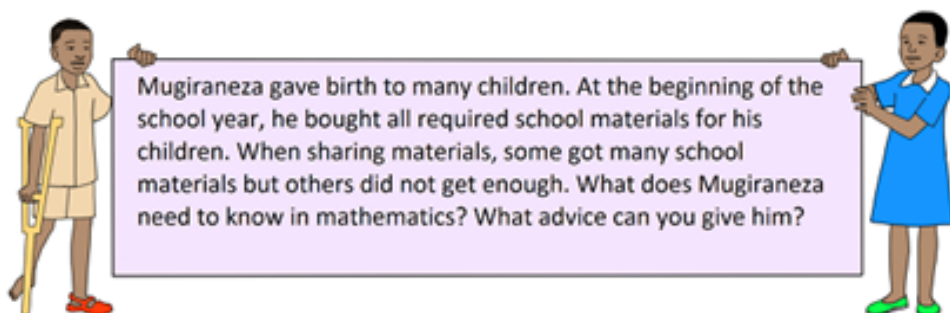 Mugiraneza gave birth to many children. At the beginning of the
school year, he bought all required school materials for his
children. When sharing materials, some got many school
materials but others did not get enough. What does Mugiraneza
need to know in mathematics? What advice can you give him?